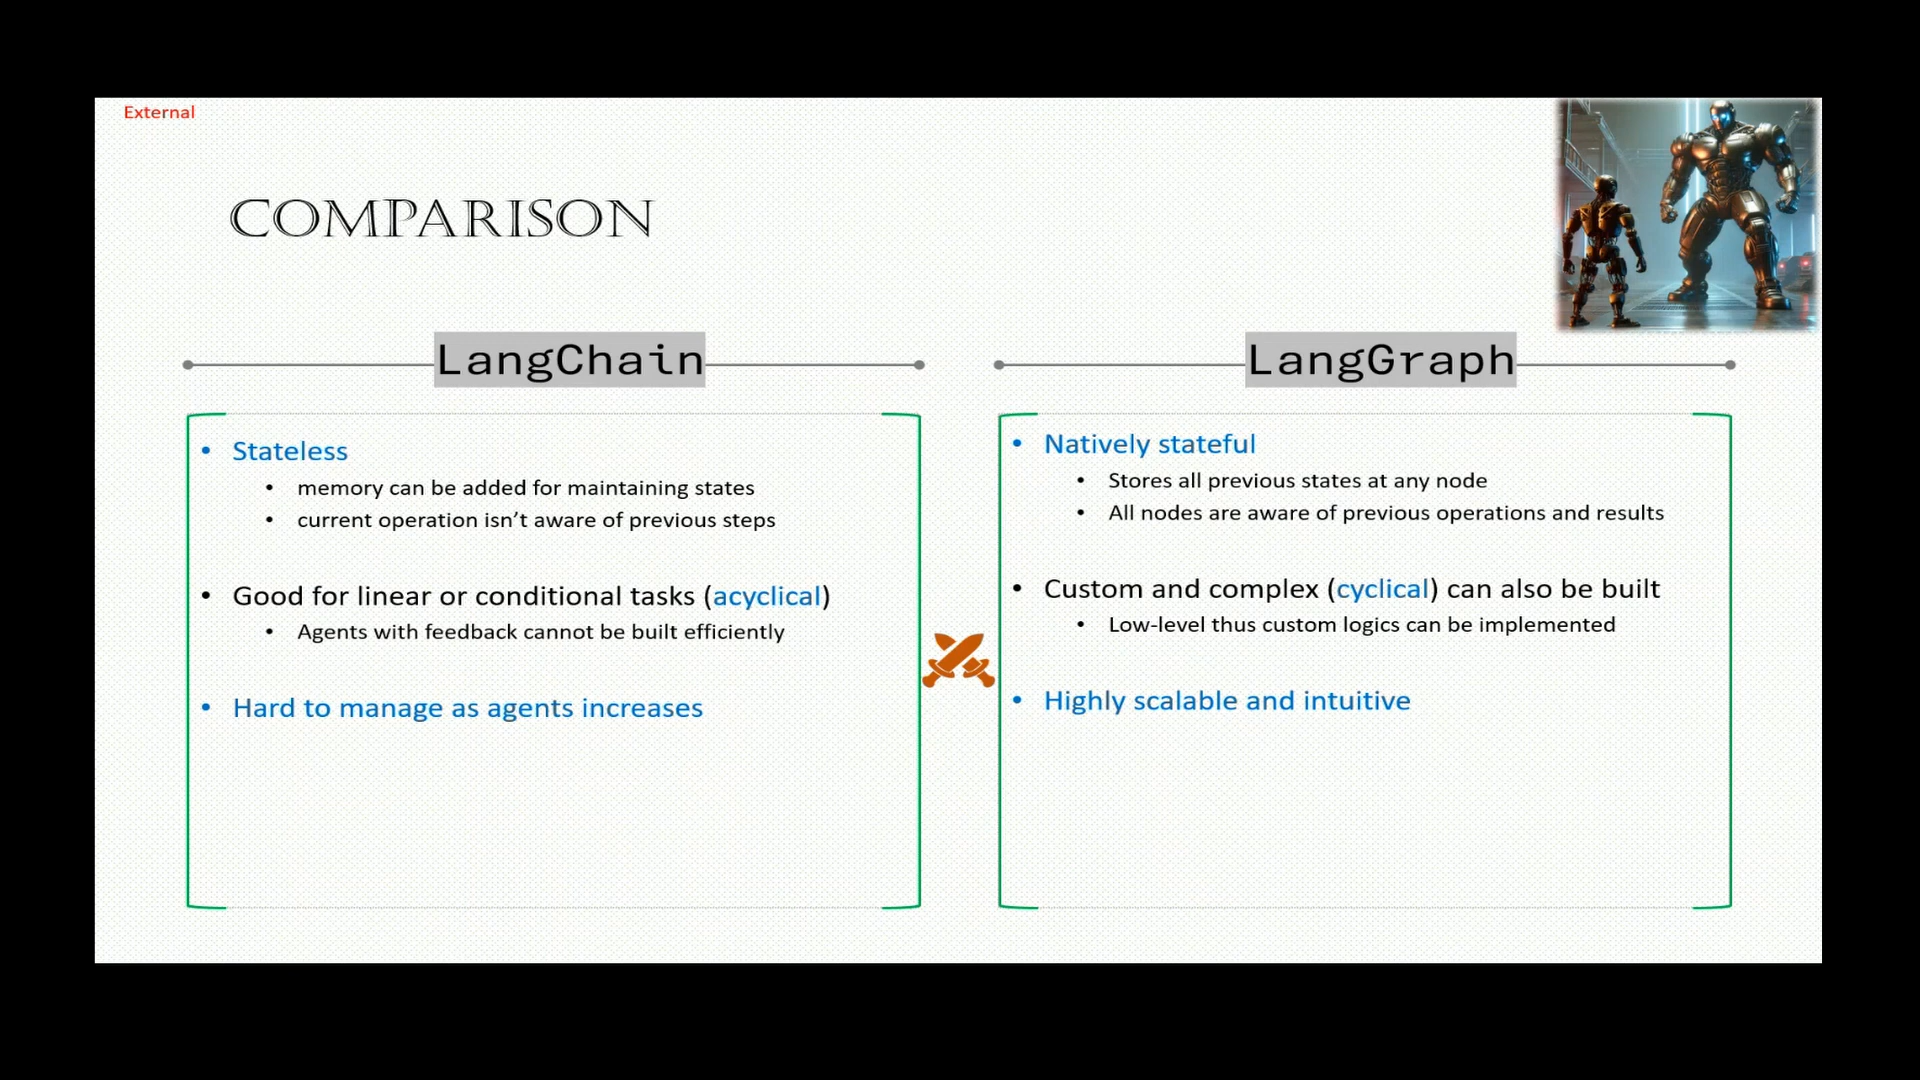 External
COMPARISON
LangChain
• Stateless
• memory can be added for maintaining states
• current operation isn't aware of previous steps
• Good for linear or conditional tasks (acyclical)
• Agents with feedback cannot be built efficiently
• Hard to manage as agents increases
LangGraph
• Natively stateful
• Stores all previous states at any node
• All nodes are aware of previous operations and results
• Custom and complex (cyclical) can also be built
• Low-level thus custom logics can be implemented
• Highly scalable and intuitive